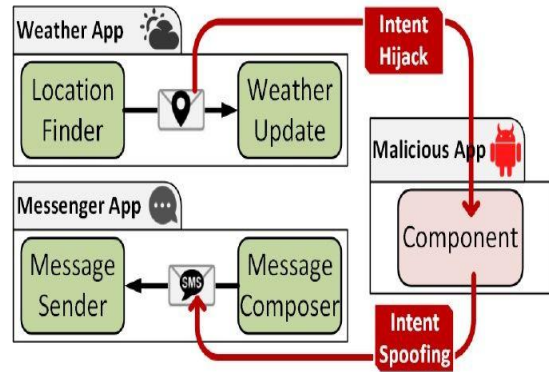 Weather App
Location
Finder
Weather
Update
Intent
Hijack
Malicious App
Component
Messenger App
Message
Sender
SMS
Message
Composer
Intent
Spoofing